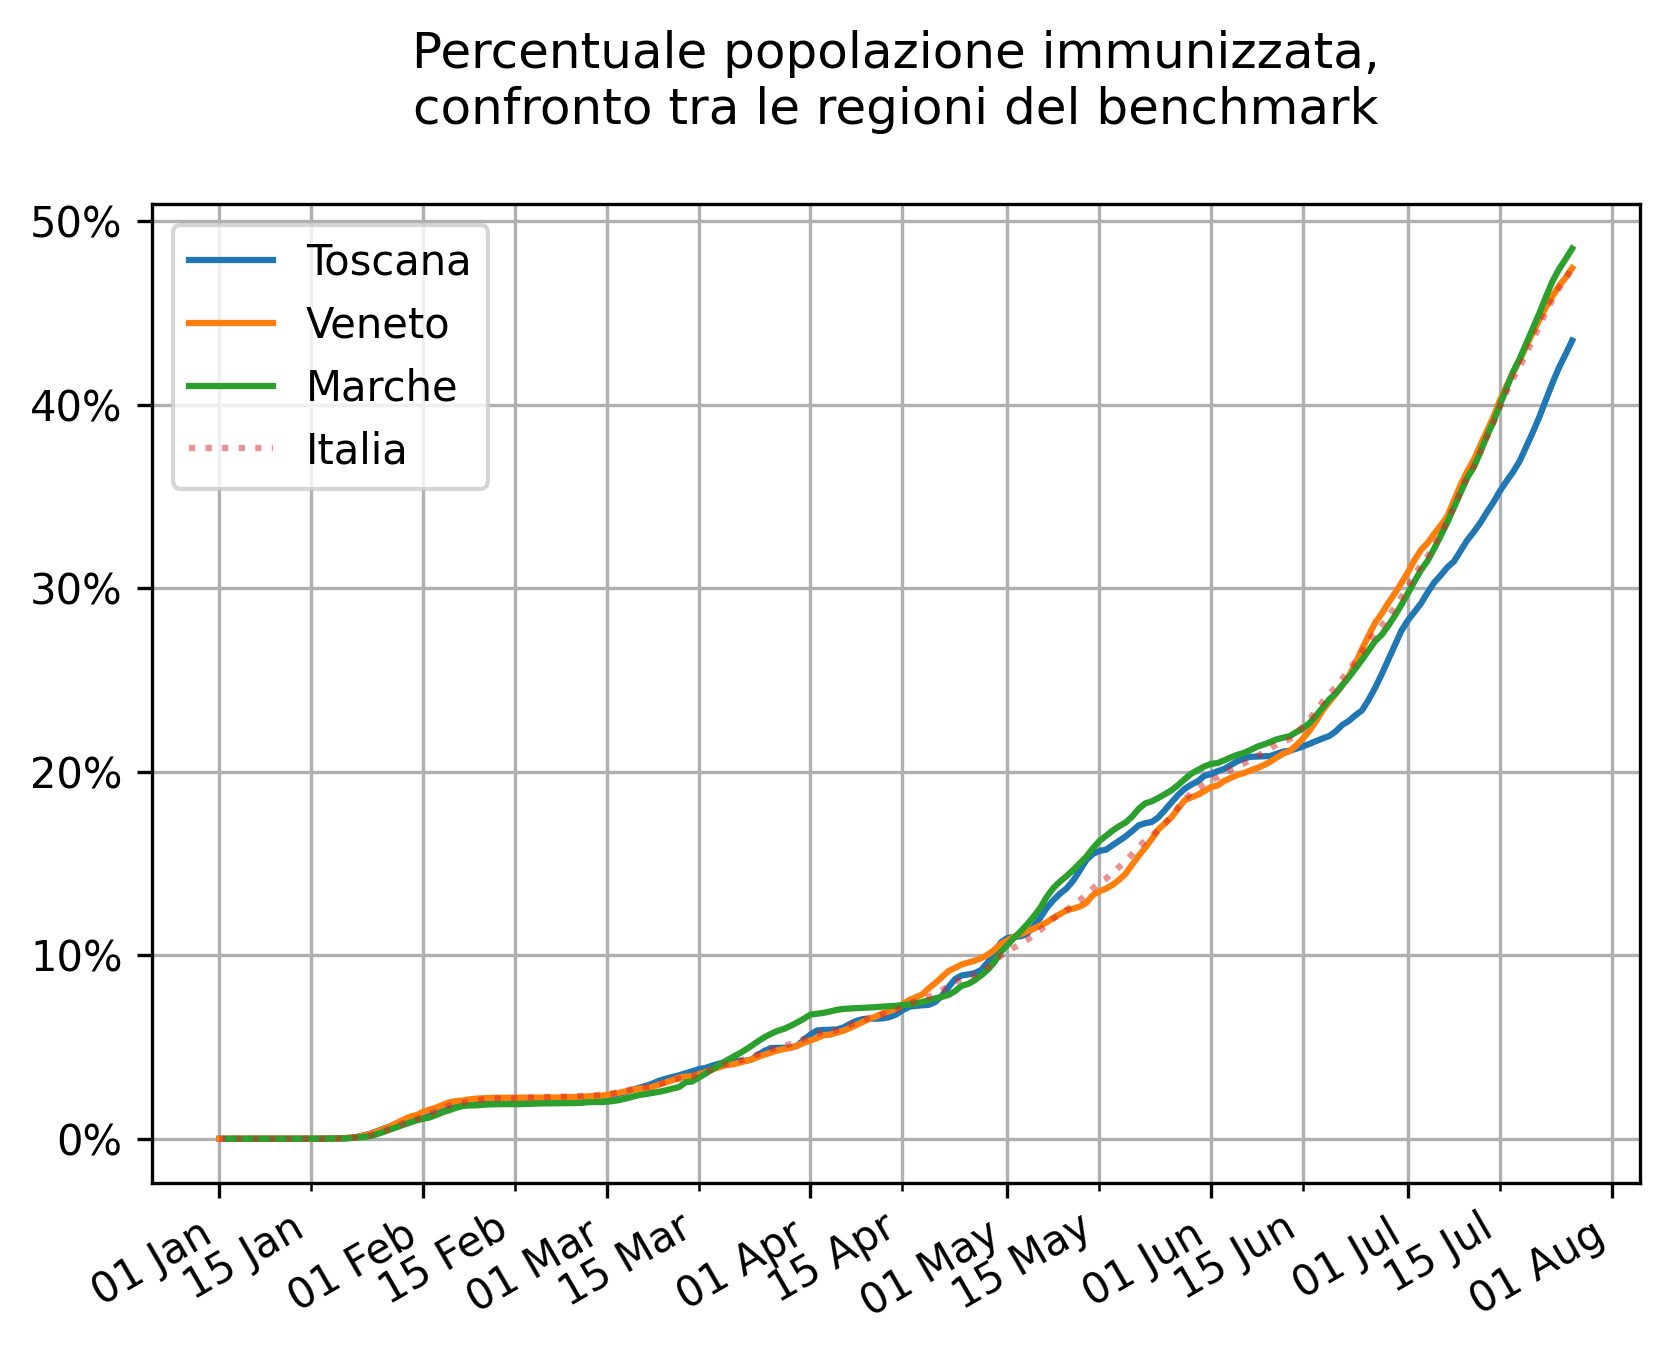 Percentuale popolazione immunizzata,
confronto tra le regioni del benchmark
50%
40%
30%
20%
10%
0%
Toscana
Veneto
Marche
Italia
01 Jan
15 Jan
01 Feb
15 Feb
01 Mar
15 Mar
01 Apr
15 Apr
01 May
15 May
01 Jun
15 Jun
01 Jul
15 Jul
01 Aug